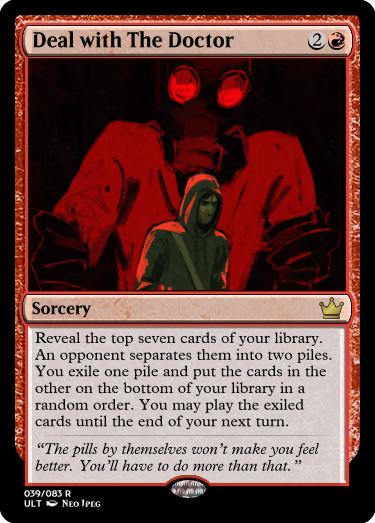 Deal with The Doctor 2
Sorcery
Reveal the top seven cards of your library.
An opponent separates them into two piles.
You exile one pile and put the cards in the
other on the bottom of your library in a
random order. You may play the exiled
cards until the end of your next turn.
“The pills by themselves won’t make you feel
better. You’ll have to do more than that.”
039/083 R
ULT Neo Jpeg